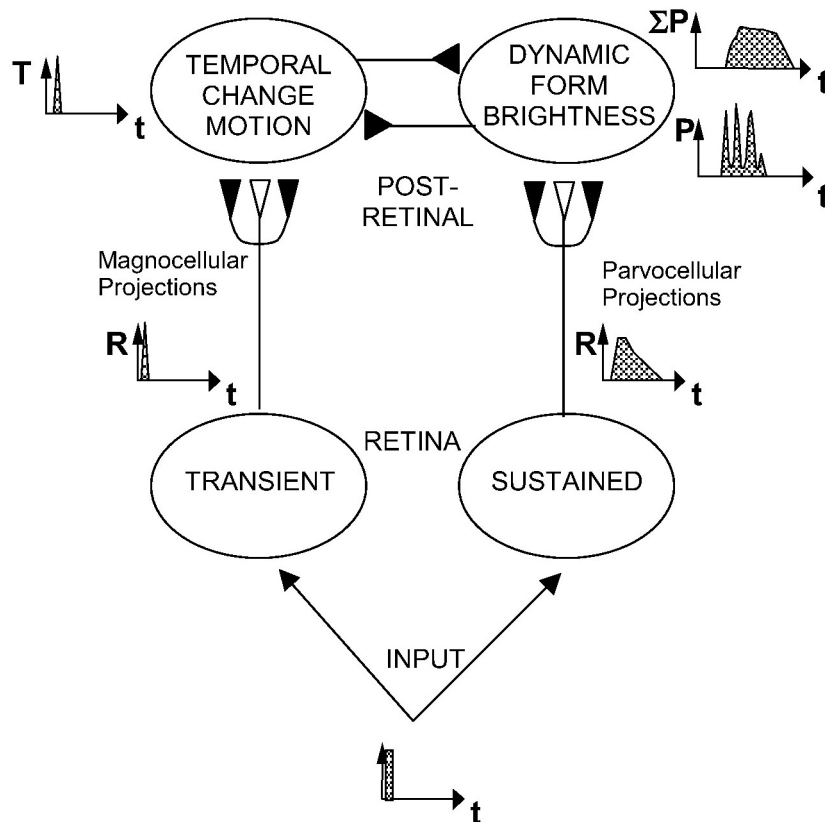 ΣP
t
T
t
TEMPORAL
CHANGE
MOTION
DYNAMIC
FORM
BRIGHTNESS
P
t
POST-
RETINAL
Magnocellular
Projections
Parvocellular
Projections
R
t
R
t
RETINA
TRANSIENT
SUSTAINED
INPUT
t